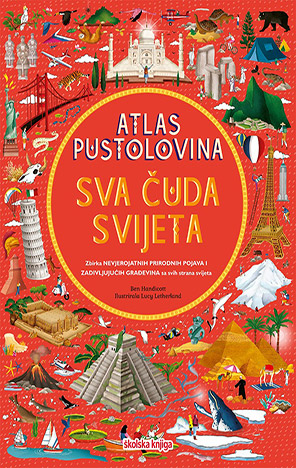 ATLAS
PUSTOLOVINA
SVA ČUDA
SVIJETA
Zbirka NEVJEROJATNIH PRIRODNIH POJAVA I
ZADIVLJUJUĆIH GRAĐEVINA sa svih strana svijeta
Ben Handicott
Ilustrirala Lucy Letherland
školska knjiga